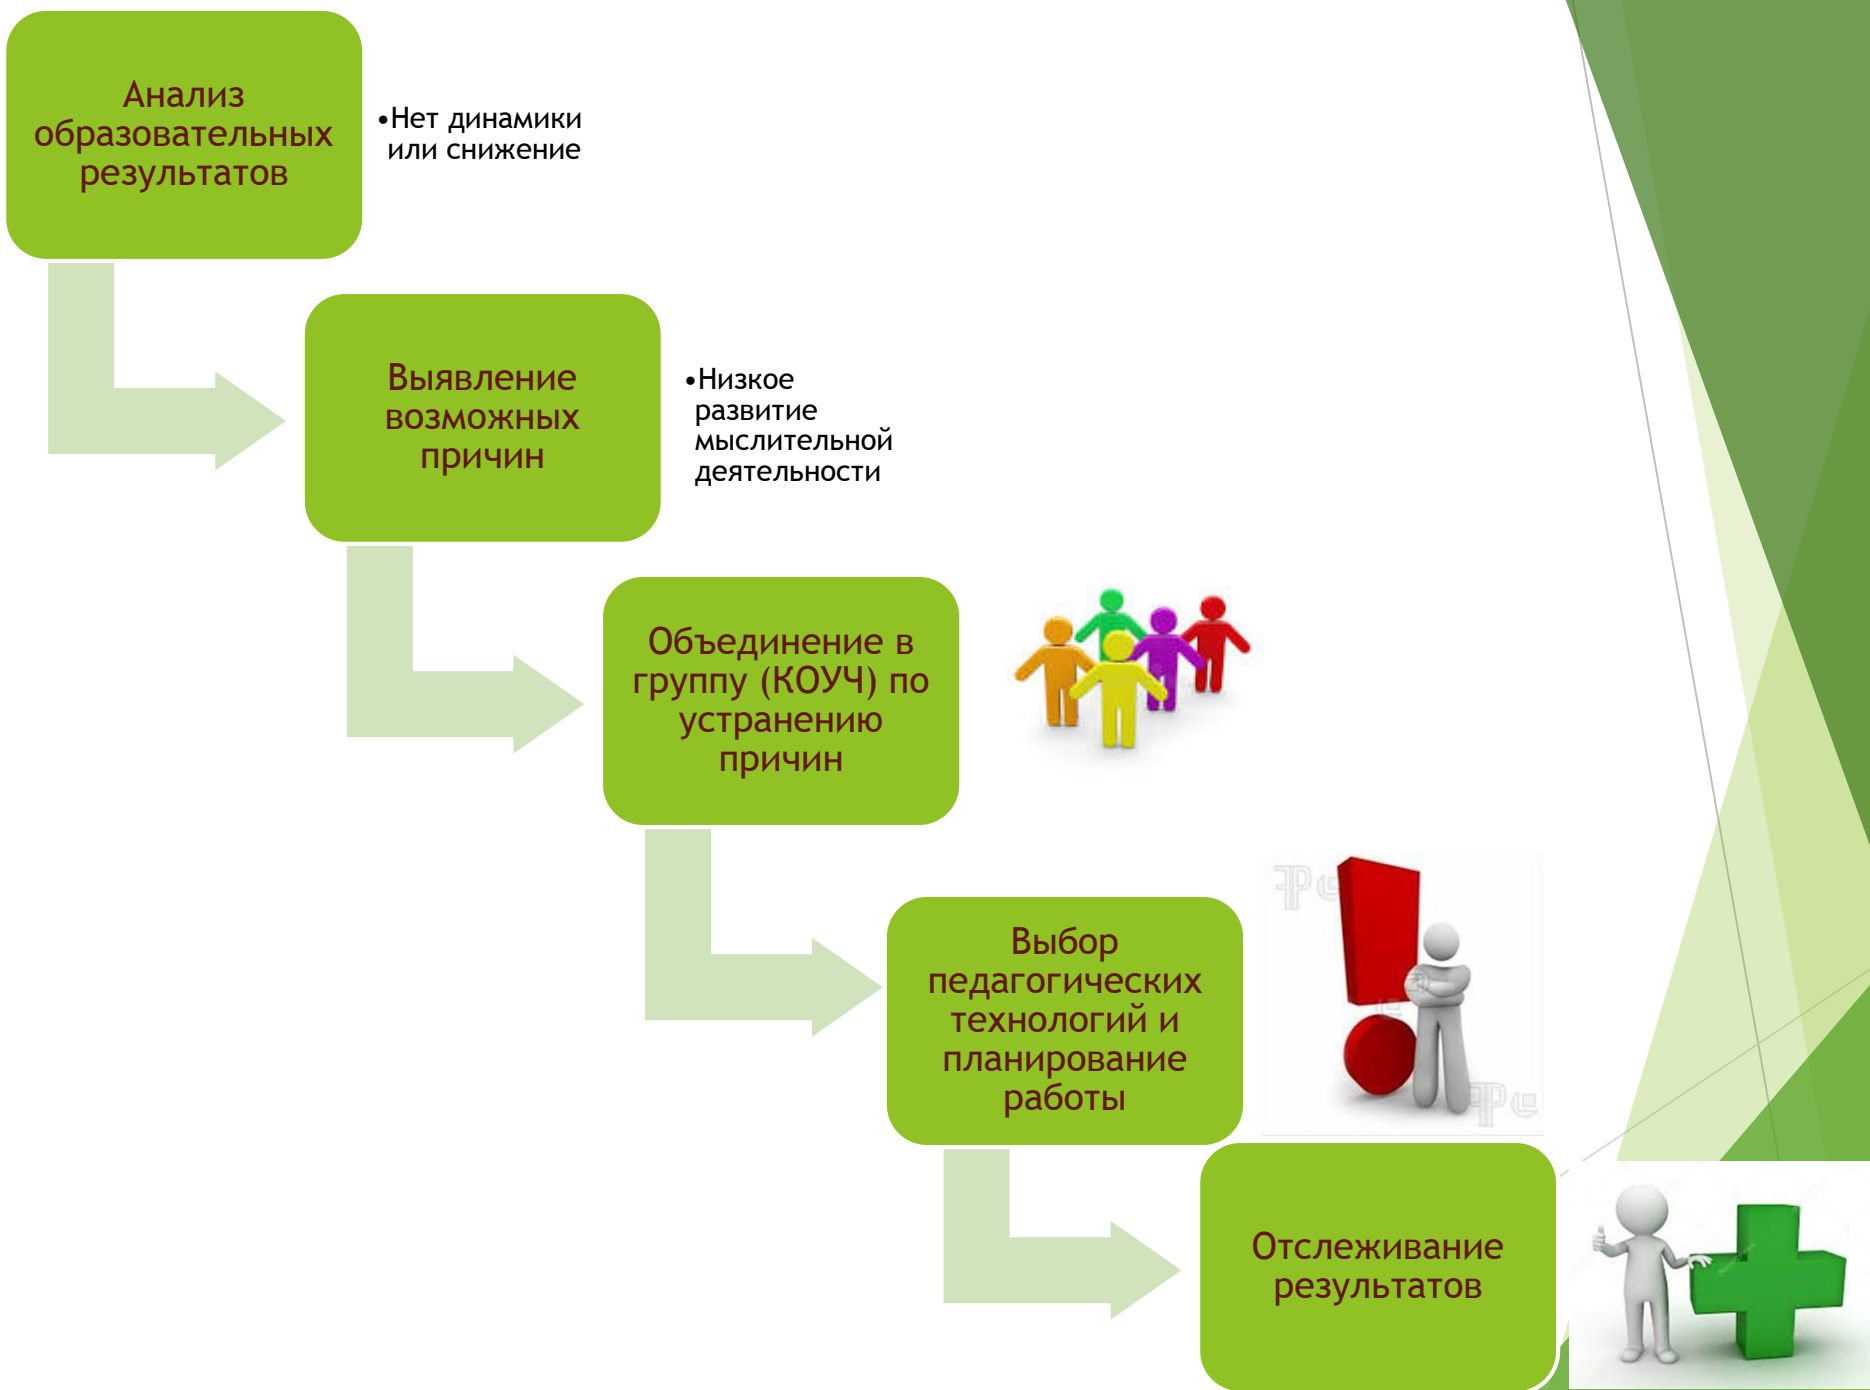 Анализ
образовательных
результатов
•Нет динамики
или снижение
Выявление
возможных
причин
•Низкое
развитие
мыслительной
деятельности
Объединение в
группу (КОУЧ) по
устранению
причин
Выбор
педагогических
технологий и
планирование
работы
Отслеживание
результатов